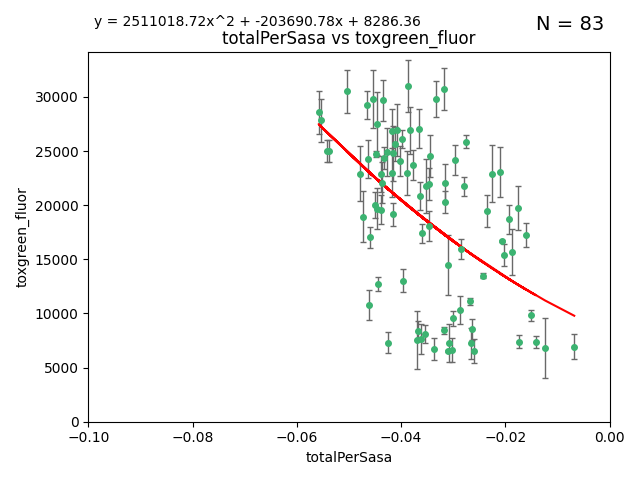 y = 2511018.72x^2 + -203690.78x + 8286.36
N = 83
totalPerSasa vs toxgreen_fluor
30000
25000
20000
15000
10000
5000
0
toxgreen_fluor
−0.10 −0.08 −0.06 −0.04 −0.02 0.00
totalPerSasa